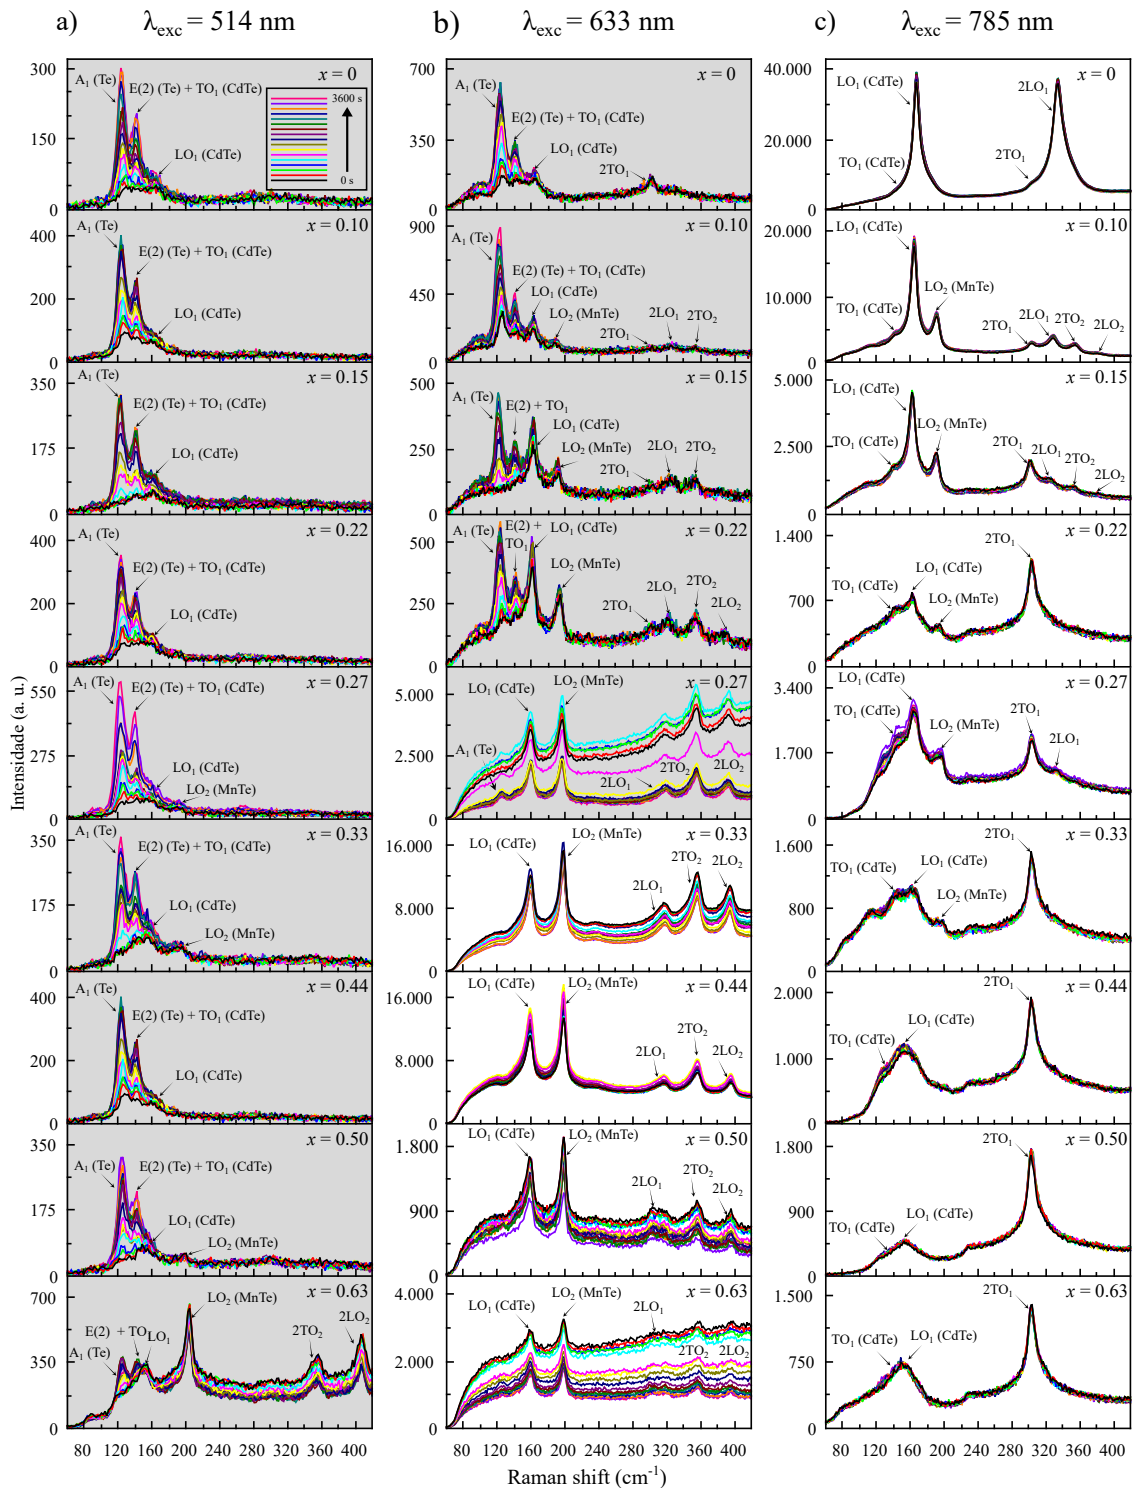 a) λexc = 514 nm
b) λexc = 633 nm
c) λexc = 785 nm
Intensidade (a. u.)
x = 0
300
150
0
A1 (Te)
E(2) (Te) + TO1 (CdTe)
LO1 (CdTe)
3600 s
0 s
x = 0
700
350
0
A1 (Te)
E(2) (Te) + TO1 (CdTe)
LO1 (CdTe)
2TO1
x = 0
40.000
20.000
0
LO1 (CdTe)
TO1 (CdTe)
2LO1
2TO1
x = 0.10
400
200
0
A1 (Te)
E(2) (Te) + TO1 (CdTe)
LO1 (CdTe)
x = 0.10
900
450
0
A1 (Te)
E(2) (Te) + TO1 (CdTe)
LO1 (CdTe)
LO2 (MnTe)
2TO1
2LO1
2TO2
x = 0.10
20.000
10.000
0
LO1 (CdTe)
LO2 (MnTe)
TO1 (CdTe)
2TO1
2LO1
2TO2
2LO2
x = 0.15
350
175
0
A1 (Te)
E(2) (Te) + TO1 (CdTe)
LO1 (CdTe)
x = 0.15
500
250
0
A1 (Te)
E(2) + TO1
LO1 (CdTe)
LO2 (MnTe)
2TO1
2LO1
2TO2
x = 0.15
5.000
2.500
0
LO1 (CdTe)
LO2 (MnTe)
TO1 (CdTe)
2TO1
2LO1
2TO2
2LO2
x = 0.22
400
200
0
A1 (Te)
E(2) (Te) + TO1 (CdTe)
LO1 (CdTe)
x = 0.22
500
250
0
A1 (Te)
E(2) +
TO1
LO1 (CdTe)
LO2 (MnTe)
2TO1
2LO1
2TO2
2LO2
x = 0.22
1.400
700
0
TO1 (CdTe)
LO1 (CdTe)
LO2 (MnTe)
2TO1
x = 0.27
550
275
0
A1 (Te)
E(2) (Te) + TO1 (CdTe)
LO1 (CdTe)
LO2 (MnTe)
x = 0.27
5.000
2.500
0
LO1 (CdTe)
LO2 (MnTe)
A1 (Te)
2LO1
2TO2
2LO2
x = 0.27
3.400
1.700
0
LO1 (CdTe)
TO1 (CdTe)
LO2 (MnTe)
2TO1
2LO1
x = 0.33
350
175
0
A1 (Te)
E(2) (Te) + TO1 (CdTe)
LO1 (CdTe)
LO2 (MnTe)
x = 0.33
16.000
8.000
0
LO1 (CdTe)
LO2 (MnTe)
2LO1
2TO2
2LO2
x = 0.33
1.600
800
0
TO1 (CdTe)
LO1 (CdTe)
LO2 (MnTe)
2TO1
x = 0.44
400
200
0
A1 (Te)
E(2) (Te) + TO1 (CdTe)
LO1 (CdTe)
x = 0.44
16.000
8.000
0
LO1 (CdTe)
LO2 (MnTe)
2LO1
2TO2
2LO2
x = 0.44
2.000
1.000
0
TO1 (CdTe)
LO1 (CdTe)
2TO1
x = 0.50
350
175
0
A1 (Te)
E(2) (Te) + TO1 (CdTe)
LO1 (CdTe)
LO2 (MnTe)
x = 0.50
1.800
900
0
LO1 (CdTe)
LO2 (MnTe)
2LO1
2TO2
2LO2
x = 0.50
1.800
900
0
TO1 (CdTe)
LO1 (CdTe)
2TO1
x = 0.63
700
350
0
A1 (Te)
E(2) + TO1
LO1
LO2 (MnTe)
2TO2
2LO2
x = 0.63
4.000
2.000
0
LO1 (CdTe)
LO2 (MnTe)
2LO1
2TO2
2LO2
x = 0.63
1.500
750
0
TO1 (CdTe)
LO1 (CdTe)
2TO1
80 120 160 200 240 280 320 360 400
80 120 160 200 240 280 320 360 400
80 120 160 200 240 280 320 360 400
Raman shift (cm-1)